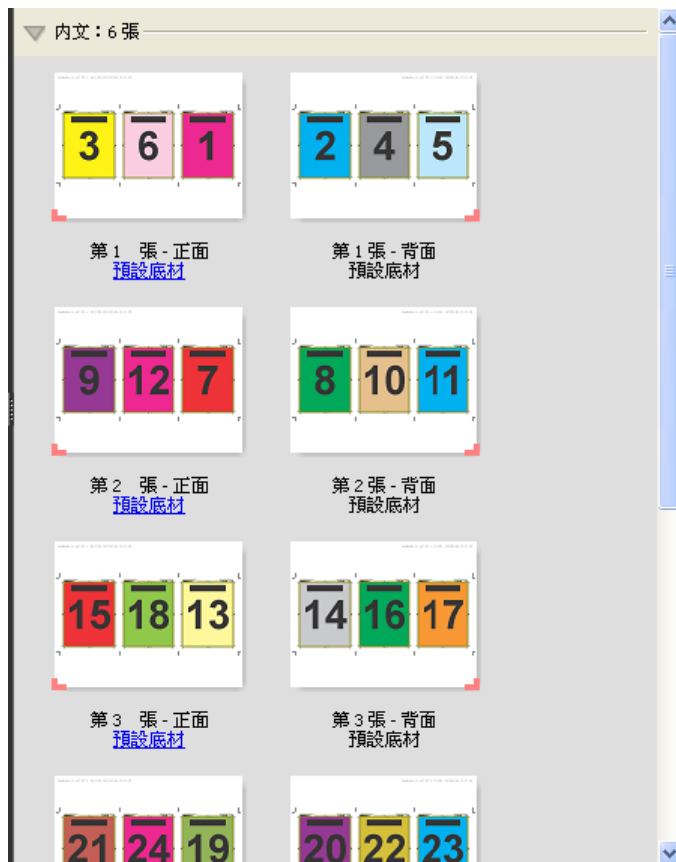 內文：6 張
3 6 1
2 4 5
第 1 張 - 正面
預設底材
第 1 張 - 背面
預設底材
9 12 7
8 10 11
第 2 張 - 正面
預設底材
第 2 張 - 背面
預設底材
15 18 13
14 16 17
第 3 張 - 正面
預設底材
第 3 張 - 背面
預設底材
21 24 19
20 22 23